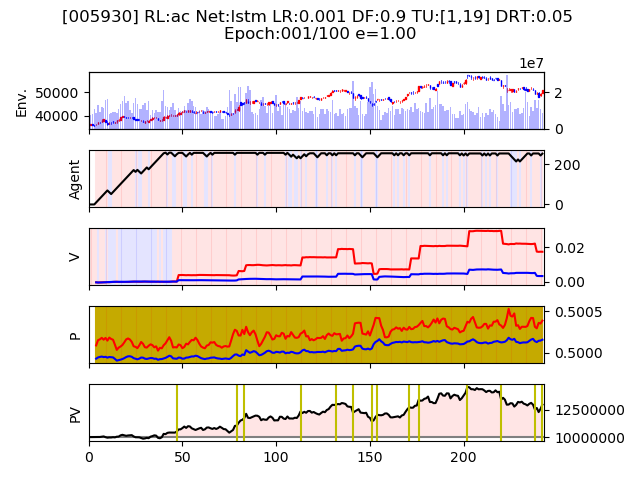 [005930] RL:ac Net:lstm LR:0.001 DF:0.9 TU:[1,19] DRT:0.05
Epoch:001/100 e=1.00
1e7
Env.
50000
40000
2
0
Agent
200
0
V
0.02
0.00
P
0.5005
0.5000
PV
12500000
10000000
0 50 100 150 200